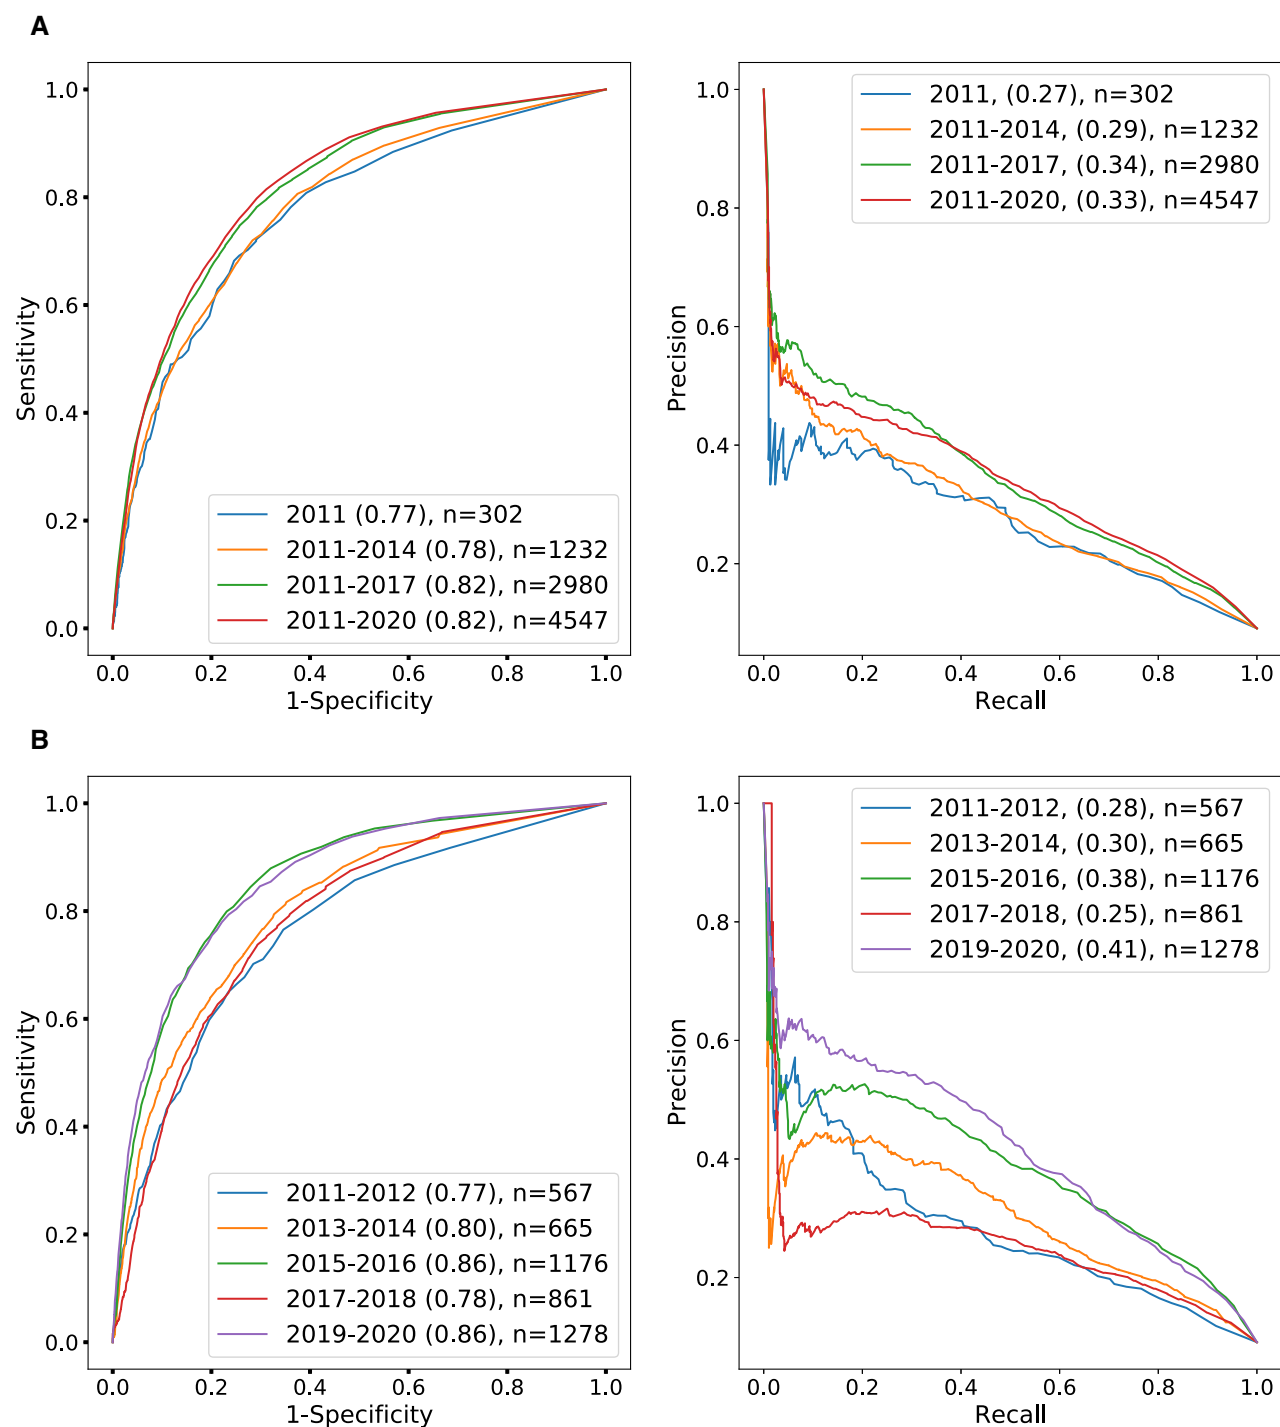 A
1.0
0.8
0.6
0.4
0.2
0.0
Sensitivity
2011 (0.77), n=302
2011-2014 (0.78), n=1232
2011-2017 (0.82), n=2980
2011-2020 (0.82), n=4547
0.0 0.2 0.4 0.6 0.8 1.0
1-Specificity
1.0
0.8
0.6
0.4
0.2
Precision
2011, (0.27), n=302
2011-2014, (0.29), n=1232
2011-2017, (0.34), n=2980
2011-2020, (0.33), n=4547
0.0 0.2 0.4 0.6 0.8 1.0
Recall
B
1.0
0.8
0.6
0.4
0.2
0.0
Sensitivity
2011-2012 (0.77), n=567
2013-2014 (0.80), n=665
2015-2016 (0.86), n=1176
2017-2018 (0.78), n=861
2019-2020 (0.86), n=1278
0.0 0.2 0.4 0.6 0.8 1.0
1-Specificity
1.0
0.8
0.6
0.4
0.2
Precision
2011-2012, (0.28), n=567
2013-2014, (0.30), n=665
2015-2016, (0.38), n=1176
2017-2018, (0.25), n=861
2019-2020, (0.41), n=1278
0.0 0.2 0.4 0.6 0.8 1.0
Recall